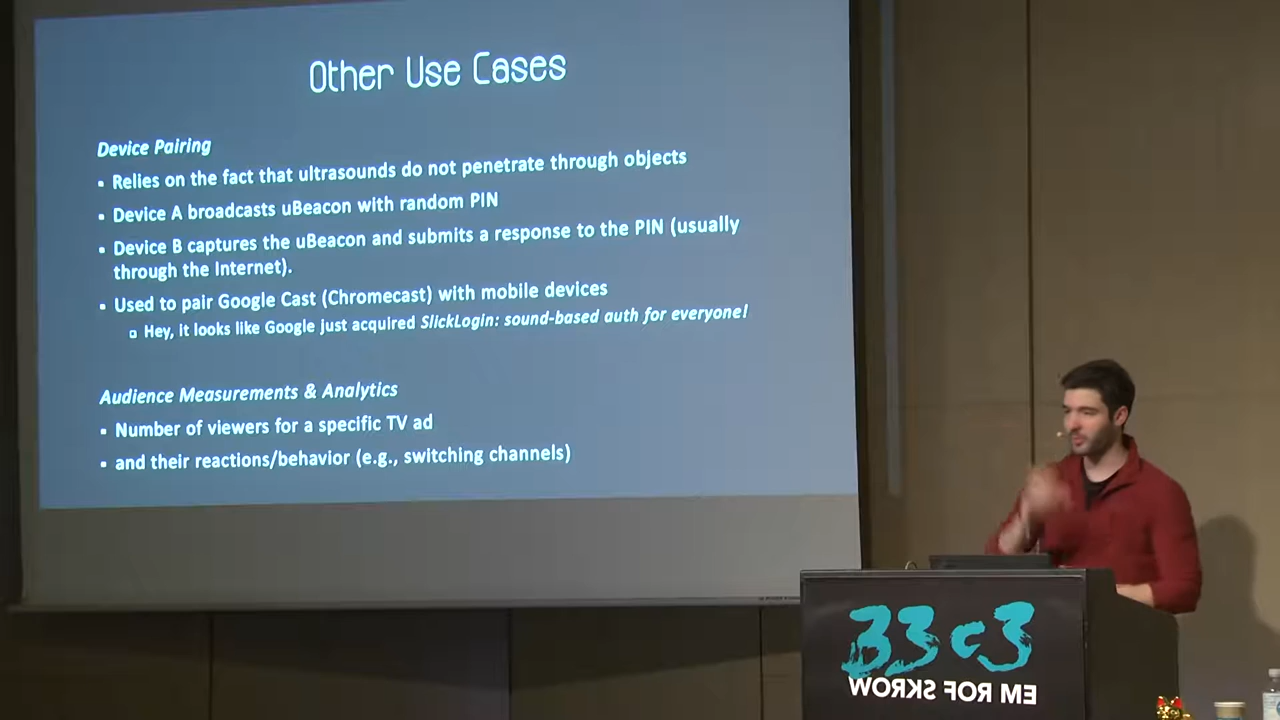 Other Use Cases
Device Pairing
▪ Relies on the fact that ultrasounds do not penetrate through objects
▪ Device A broadcasts uBeacon with random PIN
▪ Device B captures the uBeacon and submits a response to the PIN (usually
through the Internet).
▪ Used to pair Google Cast (Chromecast) with mobile devices
▫ Hey, it looks like Google just acquired SlickLogin: sound-based auth for everyone!
Audience Measurements & Analytics
▪ Number of viewers for a specific TV ad
▪ and their reactions/behavior (e.g., switching channels)
33c3
WORKS FOR ME